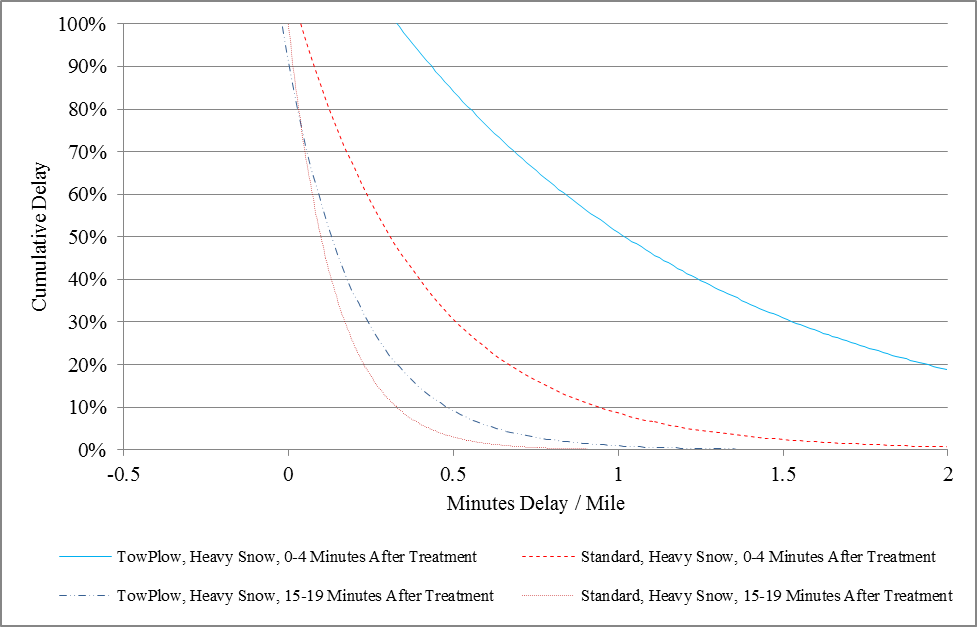 100%
90%
80%
70%
60%
50%
40%
30%
20%
10%
0%
Cumulative Delay
-0.5 0 0.5 1 1.5 2
Minutes Delay / Mile
TowPlow, Heavy Snow, 0-4 Minutes After Treatment
Standard, Heavy Snow, 0-4 Minutes After Treatment
TowPlow, Heavy Snow, 15-19 Minutes After Treatment
Standard, Heavy Snow, 15-19 Minutes After Treatment